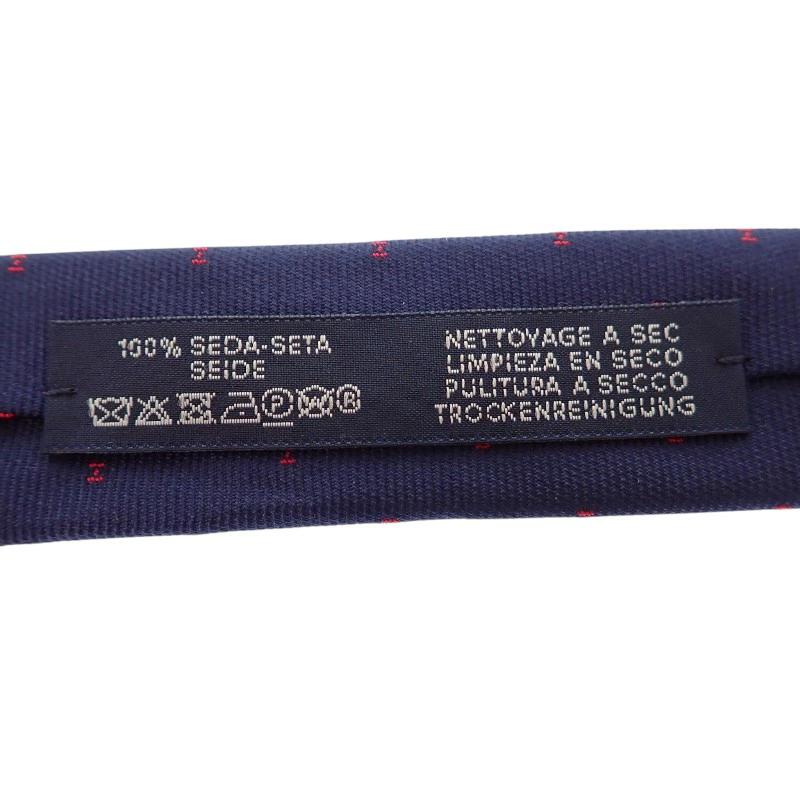 100% SEDA-SETA
SEIDE
NETTOYAGE A SEC
LIMPIEZA EN SECO
PULITURA A SECCO
TROCKENREINIGUNG